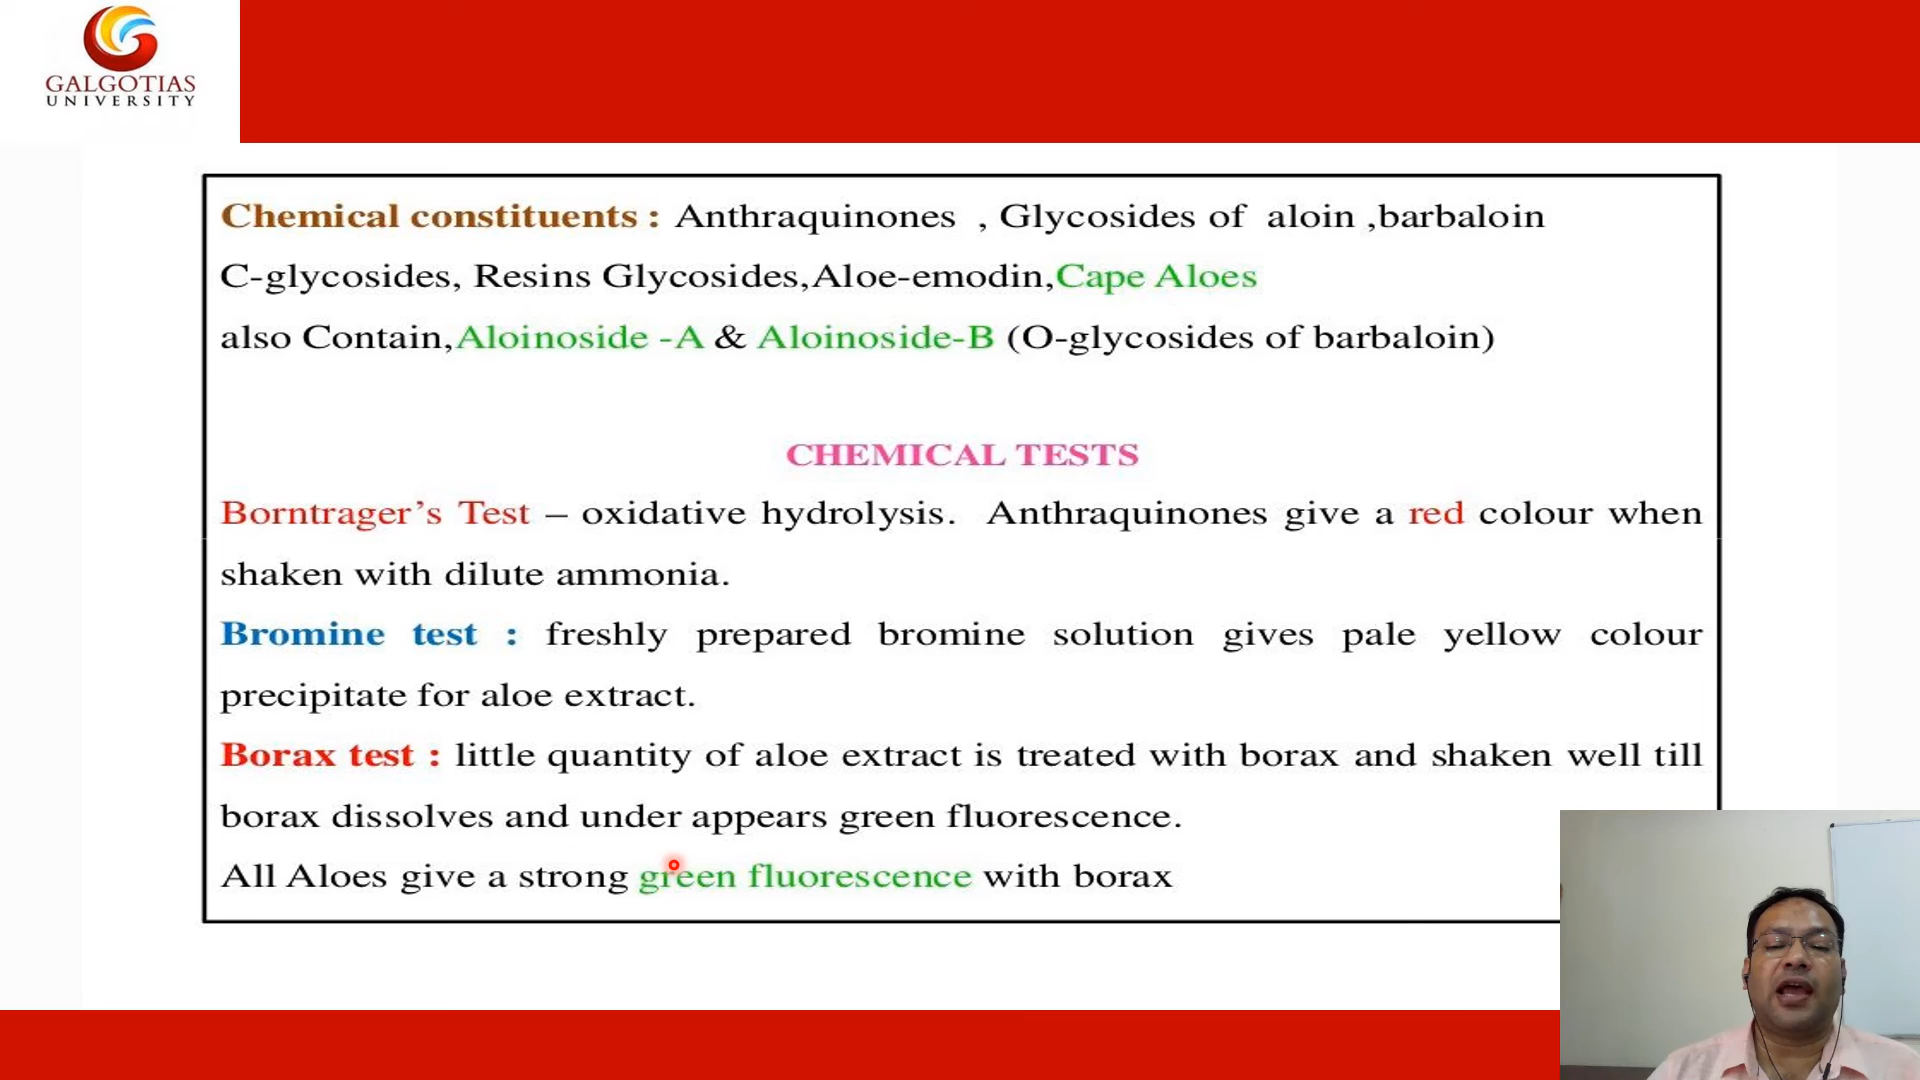 GALGOTIAS
UNIVERSITY
Chemical constituents : Anthraquinones , Glycosides of aloin ,barbaloin
C-glycosides, Resins Glycosides,Aloe-emodin,Cape Aloes
also Contain,Aloinoside -A & Aloinoside-B (O-glycosides of barbaloin)
CHEMICAL TESTS
Borntrager’s Test – oxidative hydrolysis. Anthraquinones give a red colour when
shaken with dilute ammonia.
Bromine test : freshly prepared bromine solution gives pale yellow colour
precipitate for aloe extract.
Borax test : little quantity of aloe extract is treated with borax and shaken well till
borax dissolves and under appears green fluorescence.
All Aloes give a strong green fluorescence with borax